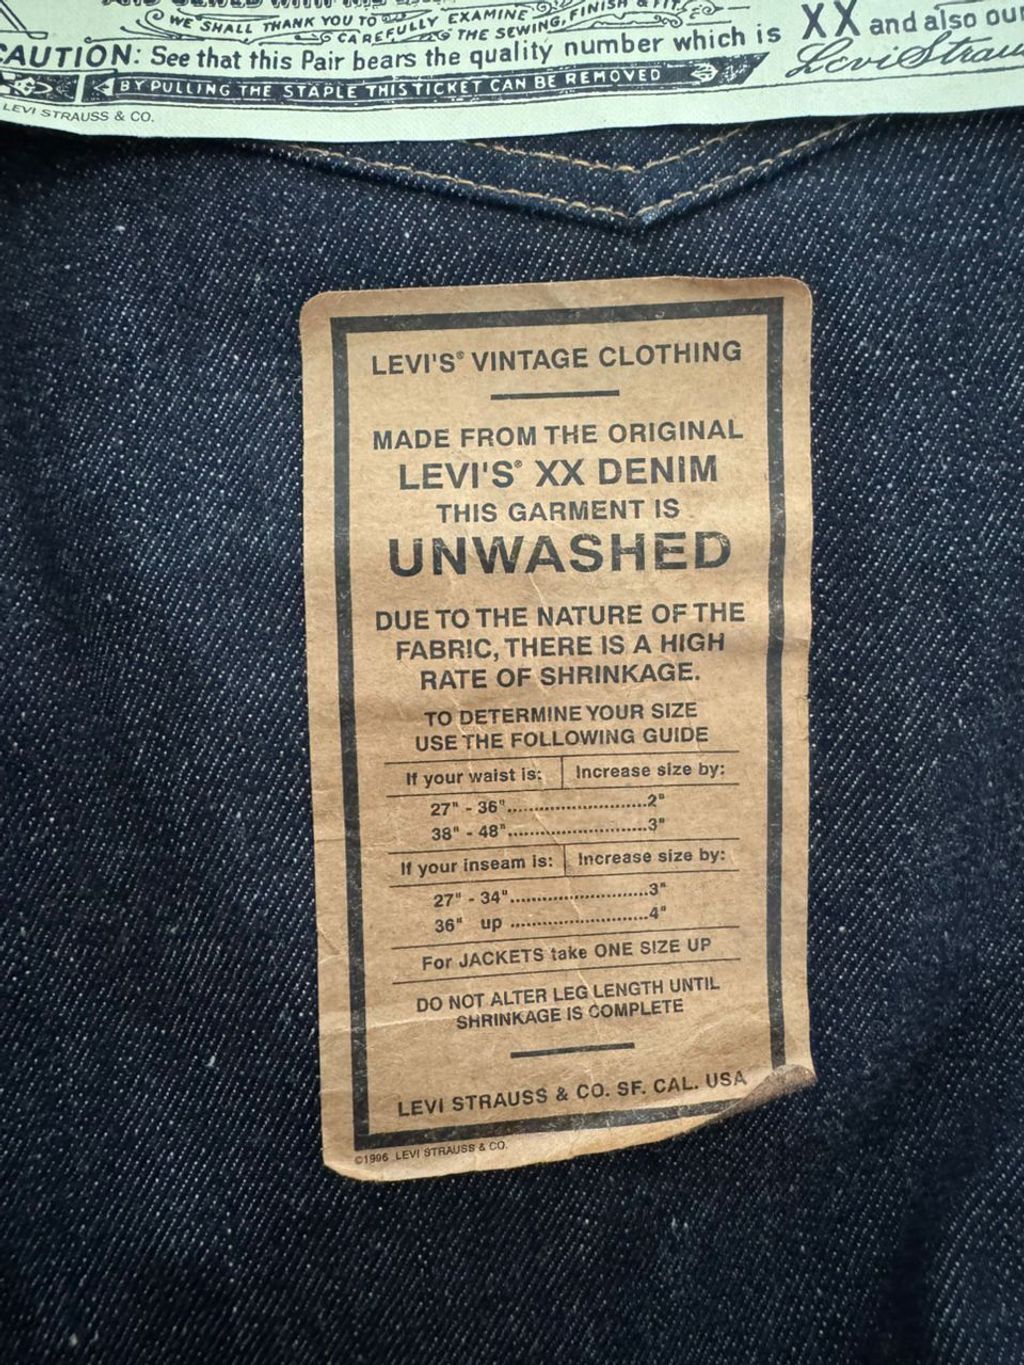 WE SHALL THANK YOU TO
CAREFULLY EXAMINE
THE SEWING, FINISH & FIT
CAUTION: See that this Pair bears the quality number which is XX and also our
Levi Strauss
BY PULLING THE STAPLE THIS TICKET CAN BE REMOVED
LEVI STRAUSS & CO.
LEVI'S® VINTAGE CLOTHING
MADE FROM THE ORIGINAL
LEVI'S® XX DENIM
THIS GARMENT IS
UNWASHED
DUE TO THE NATURE OF THE
FABRIC, THERE IS A HIGH
RATE OF SHRINKAGE.
TO DETERMINE YOUR SIZE
USE THE FOLLOWING GUIDE
If your waist is: Increase size by:
27" - 36"..........................2"
38" - 48"..........................3"
If your inseam is: Increase size by:
27" - 34"..........................3"
36" up ..........................4"
For JACKETS take ONE SIZE UP
DO NOT ALTER LEG LENGTH UNTIL
SHRINKAGE IS COMPLETE
LEVI STRAUSS & CO. SF. CAL. USA
©1996 LEVI STRAUSS & CO.